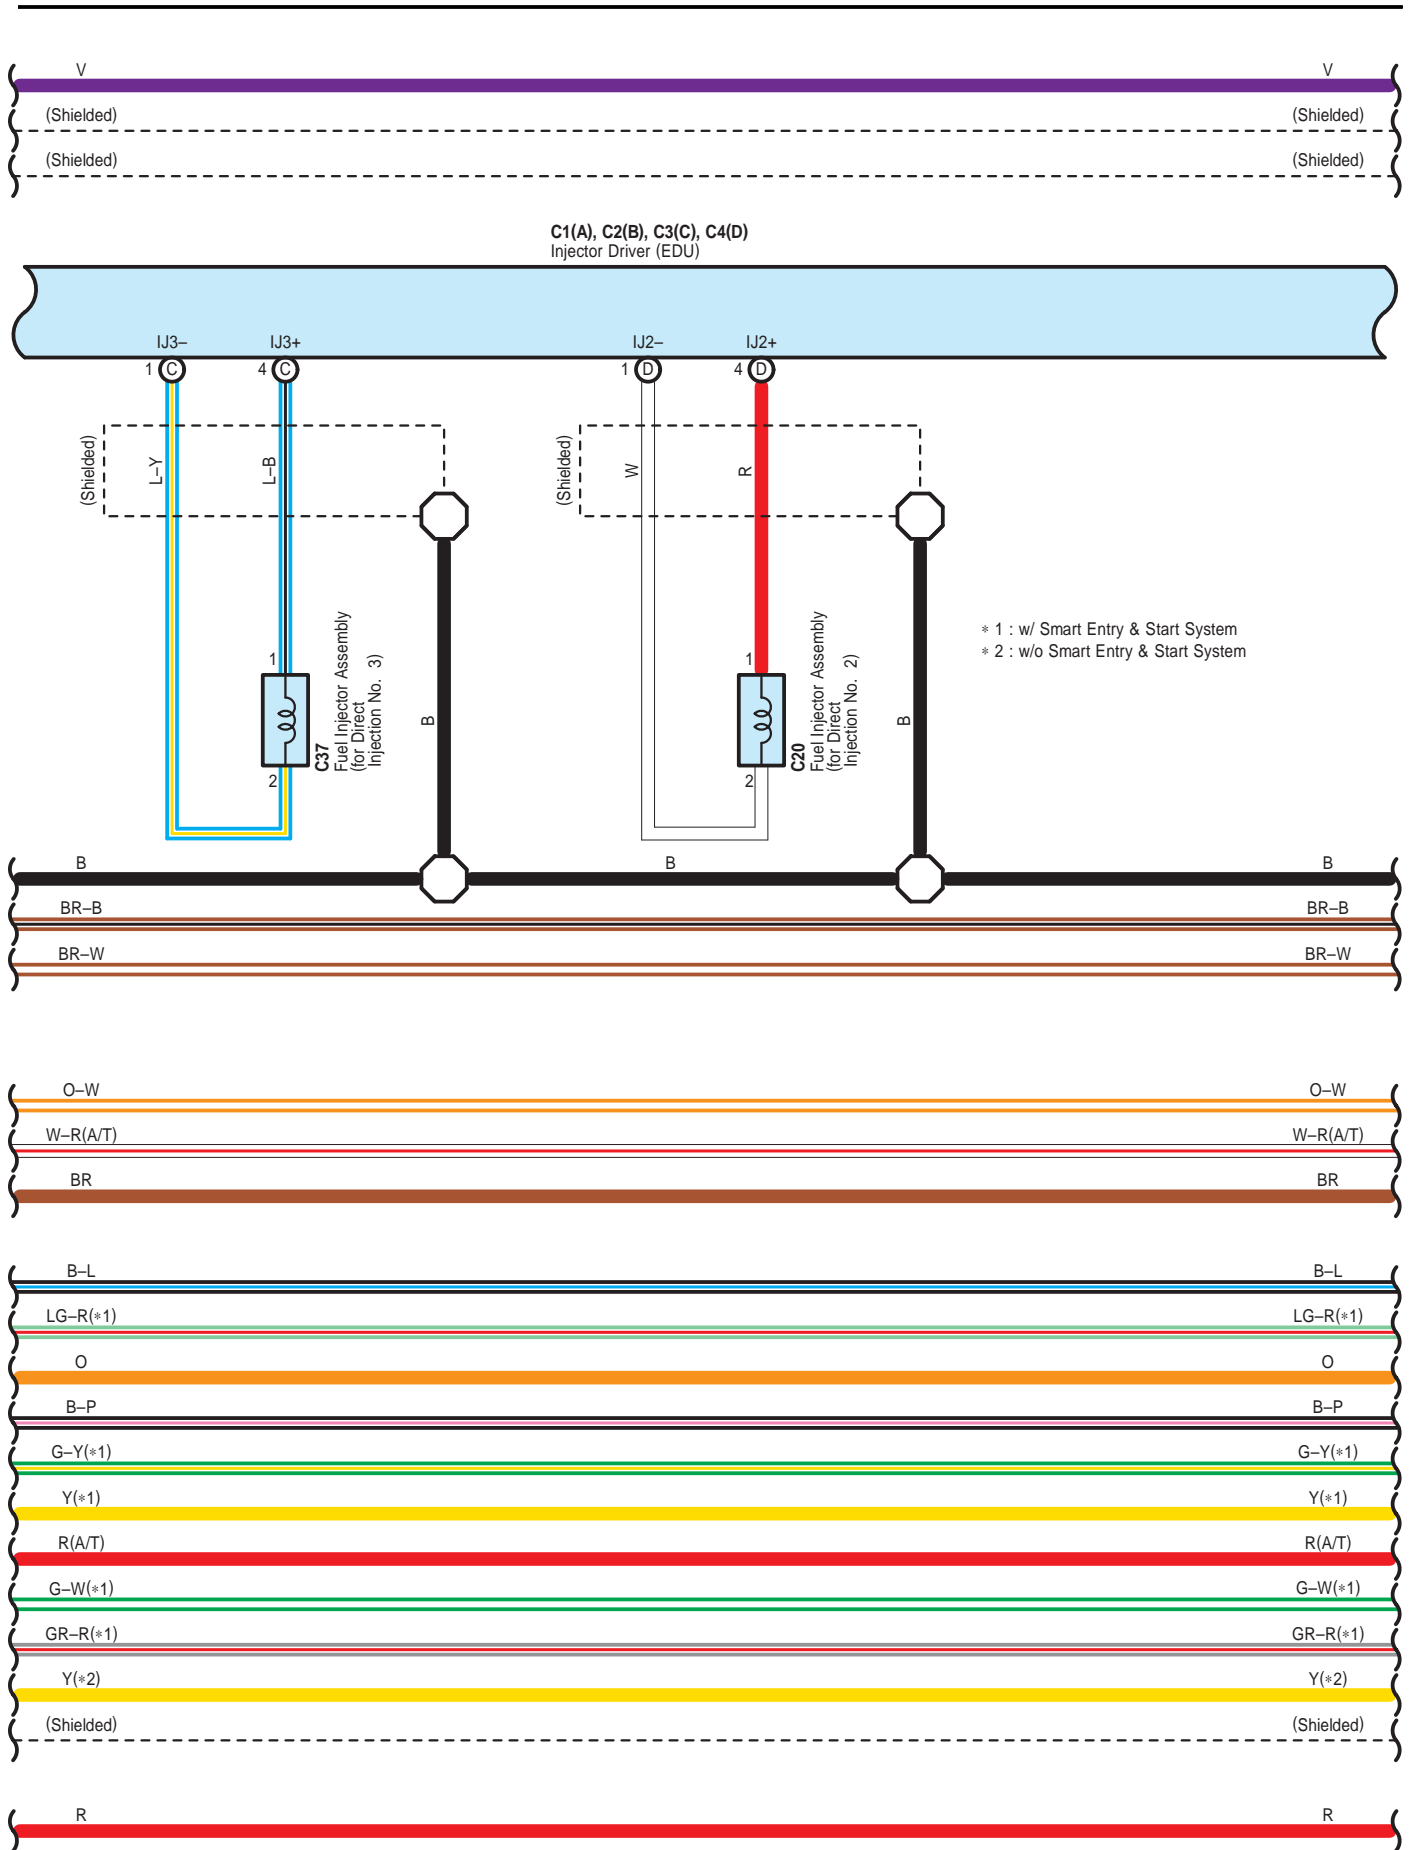 V V
(Shielded) (Shielded)
(Shielded) (Shielded)
C1(A), C2(B), C3(C), C4(D)
Injector Driver (EDU)
IJ3– IJ3+ IJ2– IJ2+
1 C 4 C 1 D 4 D
(Shielded)
L–Y
L–B
(Shielded)
W
R
1
2
C37
Fuel Injector Assembly
(for Direct
Injection No. 3)
B
1
2
C20
Fuel Injector Assembly
(for Direct
Injection No. 2)
B
∗ 1 : w/ Smart Entry & Start System
∗ 2 : w/o Smart Entry & Start System
B B B
BR–B BR–B
BR–W BR–W
O–W O–W
W–R(A/T) W–R(A/T)
BR BR
B–L B–L
LG–R(∗1) LG–R(∗1)
O O
B–P B–P
G–Y(∗1) G–Y(∗1)
Y(∗1) Y(∗1)
R(A/T) R(A/T)
G–W(∗1) G–W(∗1)
GR–R(∗1) GR–R(∗1)
Y(∗2) Y(∗2)
(Shielded) (Shielded)
R R